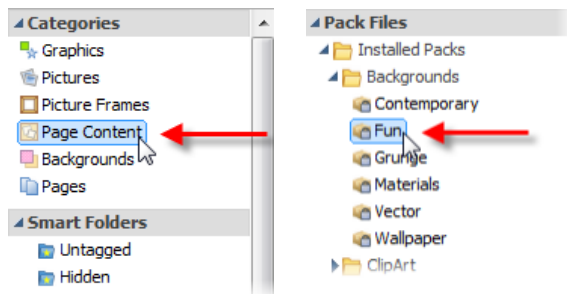 Categories
Graphics
Pictures
Picture Frames
Page Content
Backgrounds
Pages
Smart Folders
Untagged
Hidden
Pack Files
Installed Packs
Backgrounds
Contemporary
Fun
Grunge
Materials
Vector
Wallpaper
ClipArt